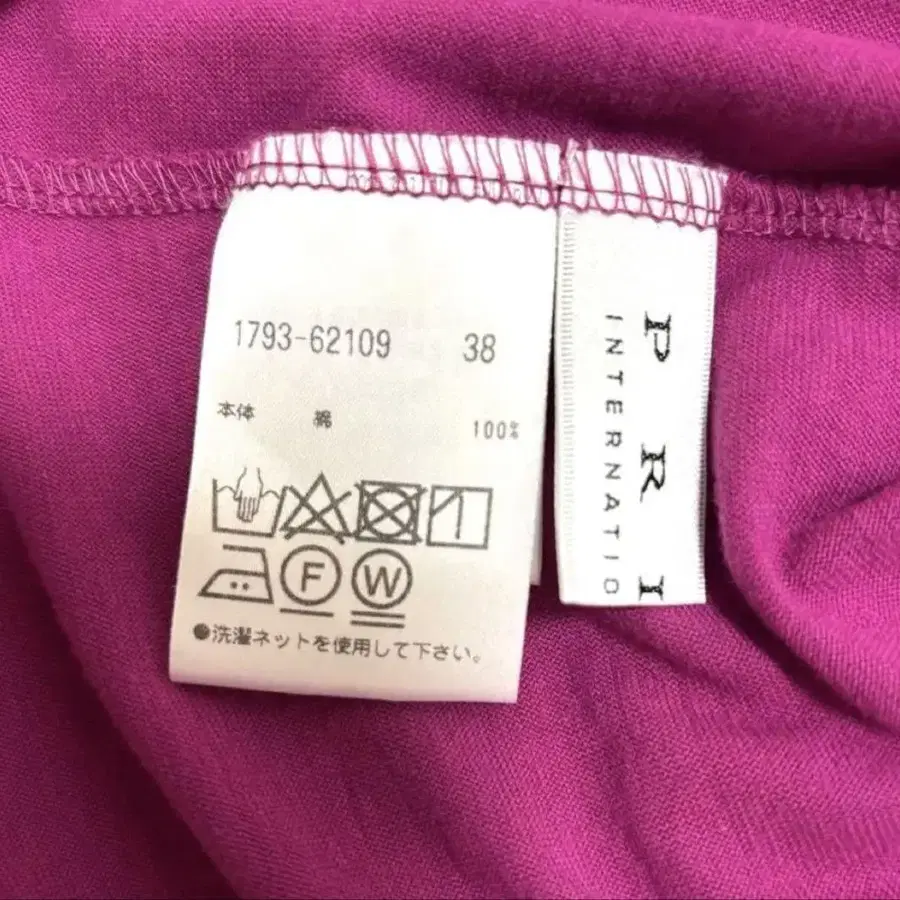 1793-62109 38
本体 綿 100%
F W
●洗濯ネットを使用して下さい。
P R I
INTERNATIO